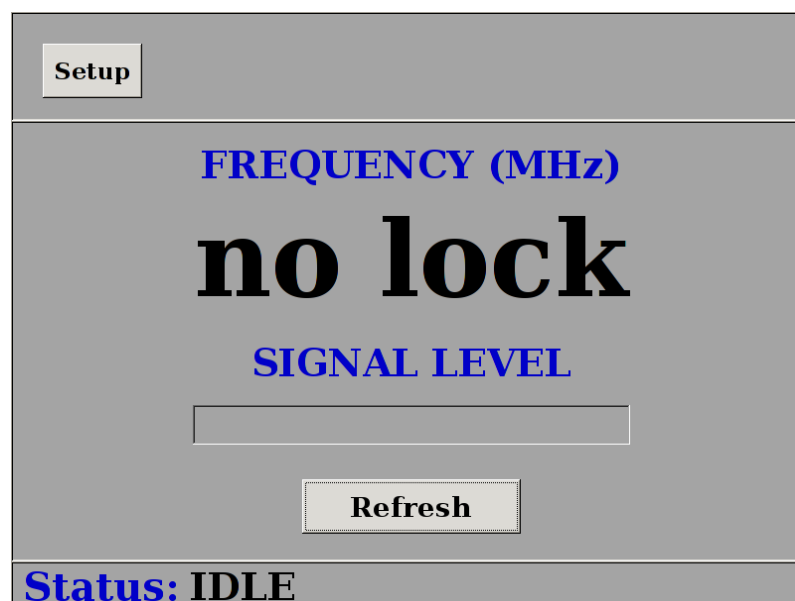 Setup
FREQUENCY (MHz)
no lock
SIGNAL LEVEL
Refresh
Status: IDLE